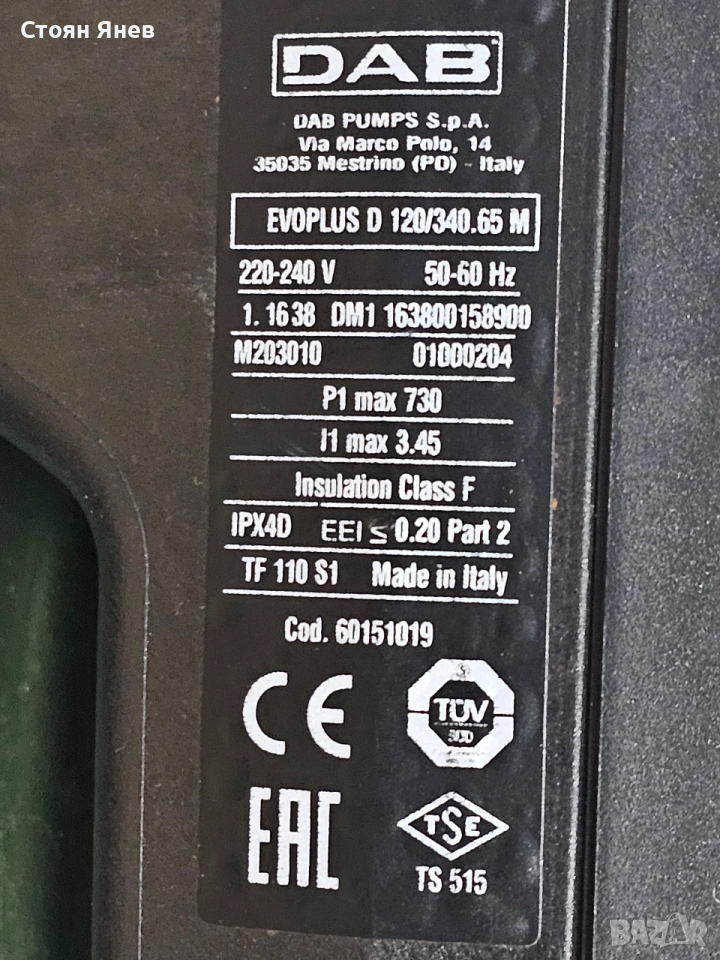 Стоян Янев
DAB
DAB PUMPS S.p.A.
Via Marco Polo, 14
35035 Mestrino (PD) - Italy
EVOPLUS D 120/340.65 M
220-240 V 50-60 Hz
1. 1638 DM1 163800158900
M203010 01000204
P1 max 730
I1 max 3.45
Insulation Class F
IPX4D EEI ≤ 0.20 Part 2
TF 110 S1 Made in Italy
Cod. 60151019
CE
TÜV
EAC
TSE
TS 515
BAZAR